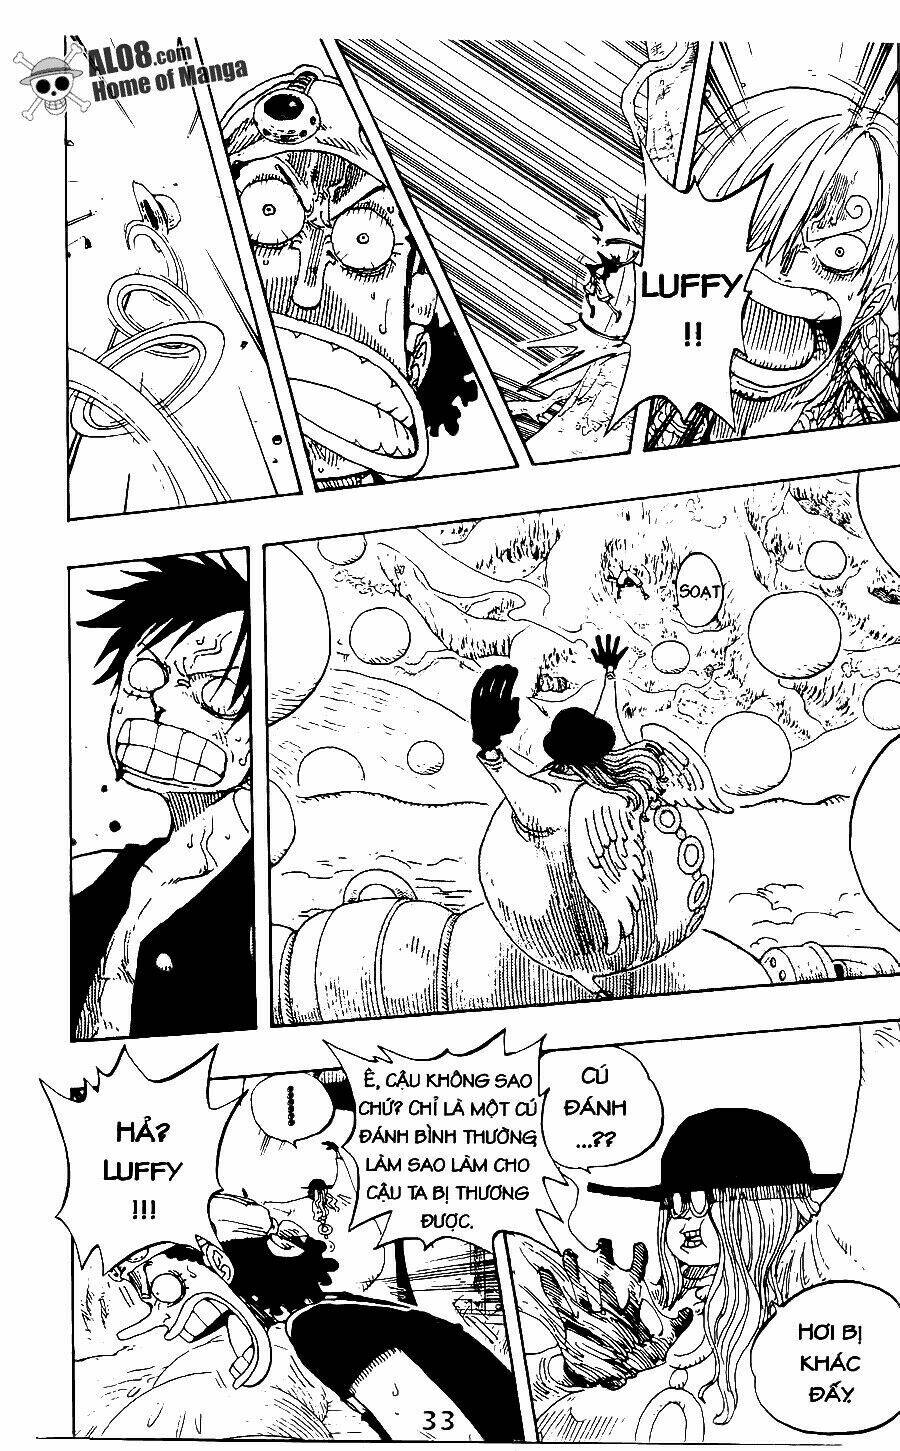 AL08.com
Home of Manga
LUFFY
!!
SOAT
CÚ
ĐÁNH
...??
Ê, CẬU KHÔNG SAO
CHỨ? CHỈ LÀ MỘT CÚ
ĐÁNH BÌNH THƯỜNG,
LÀM SAO LÀM CHO
CẬU TA BỊ THƯƠNG
ĐƯỢC.
......
HẢ?
LUFFY
!!!
HƠI BỊ
KHÁC
ĐẤY.
33